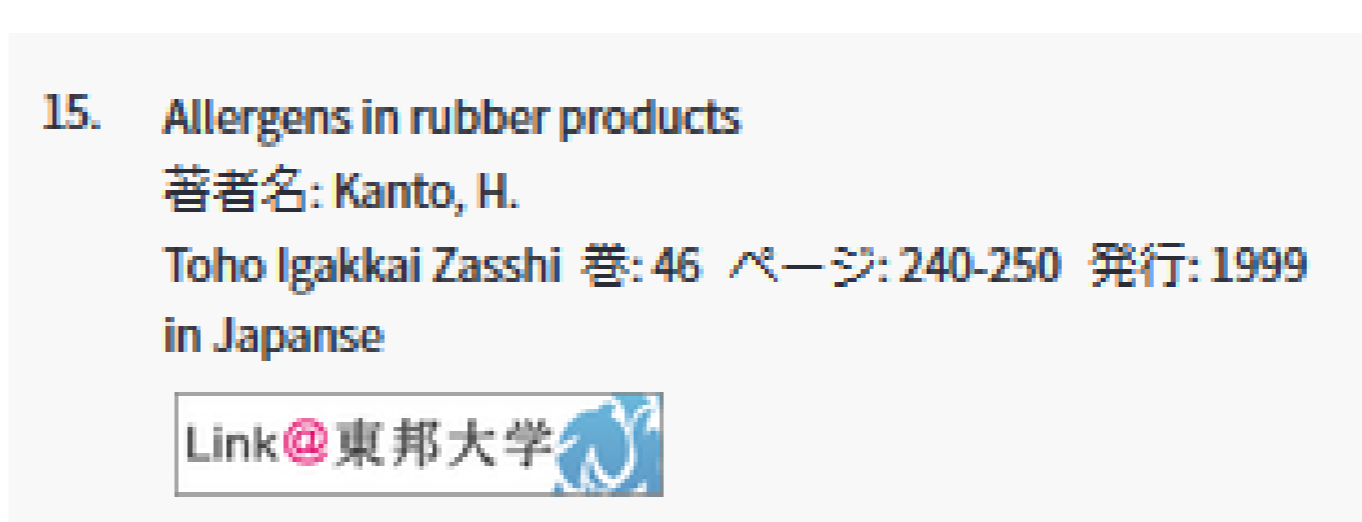 15. Allergens in rubber products
著者名: Kanto, H.
Toho Igakkai Zasshi 巻: 46 ページ: 240-250 発行: 1999
in Japanse
Link@東邦大学